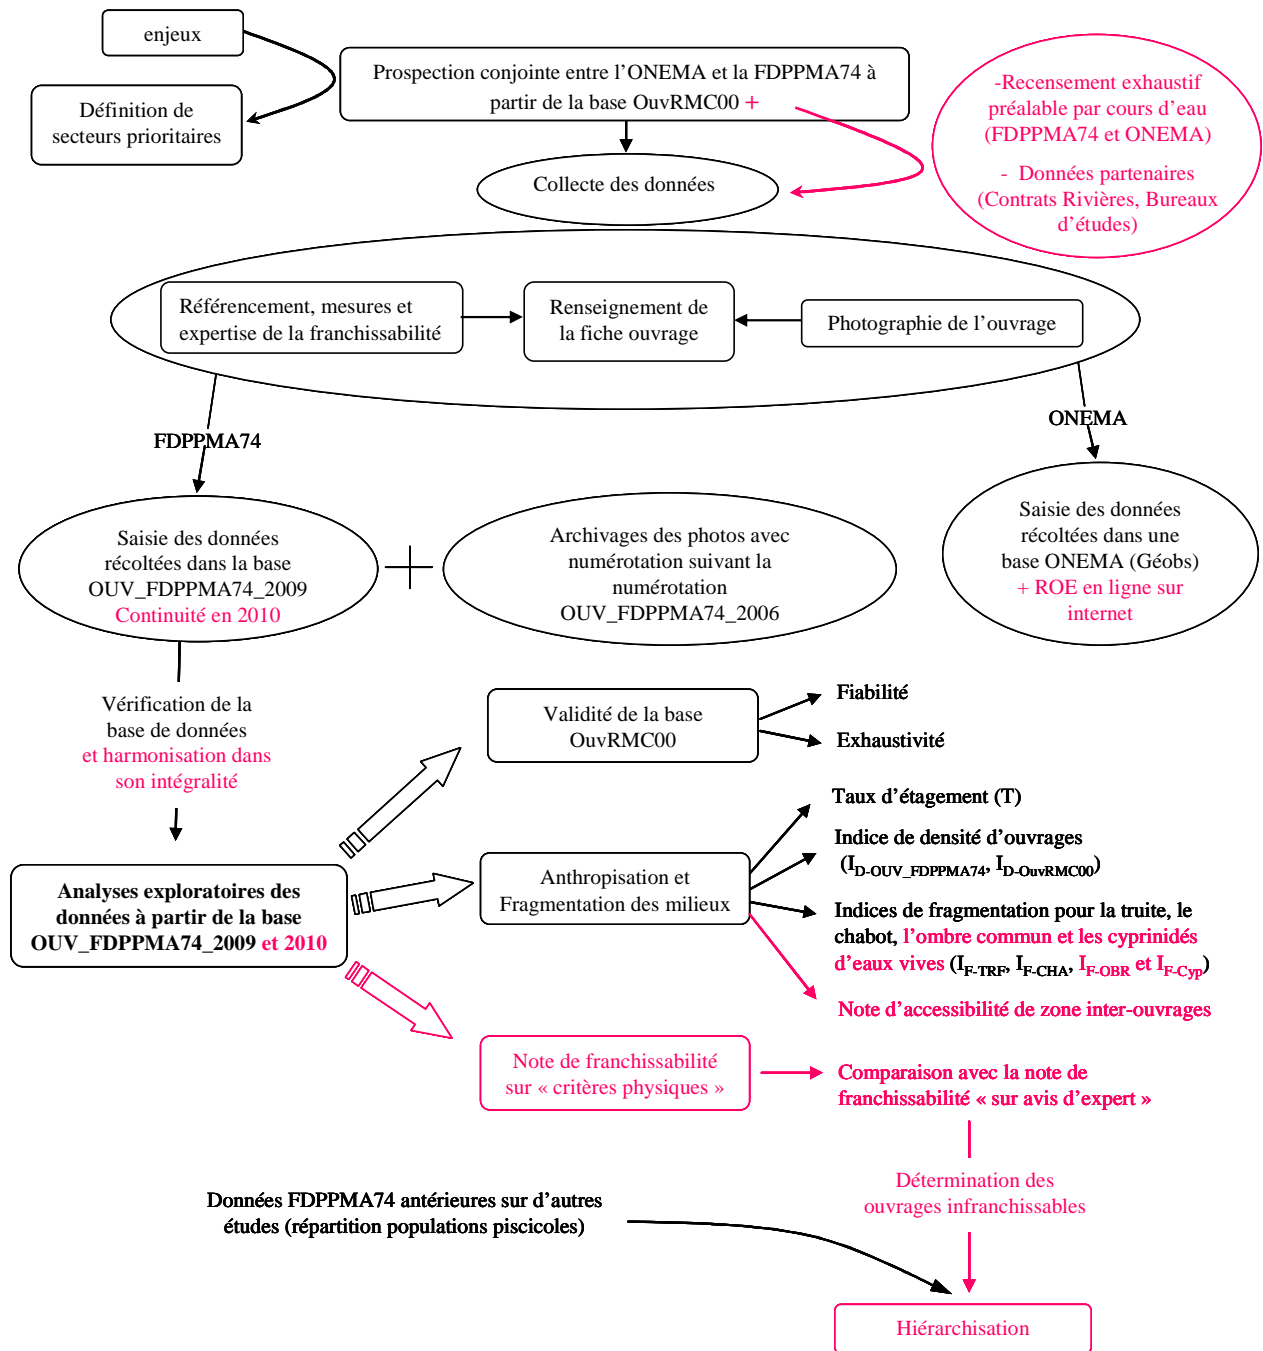 enjeux
Définition de
secteurs prioritaires
Prospection conjointe entre l'ONEMA et la FDPPMA74 à
partir de la base OuvRMC00 +
-Recensement exhaustif
préalable par cours d'eau
(FDPPMA74 et ONEMA)
- Données partenaires
(Contrats Rivières, Bureaux
d'études)
Collecte des données
Référencement, mesures et
expertise de la franchissabilité
Renseignement de
la fiche ouvrage
Photographie de l'ouvrage
FDPPMA74
ONEMA
Saisie des données
récoltées dans la base
OUV_FDPPMA74_2009
Continuité en 2010
Archivages des photos avec
numérotation suivant la
numérotation
OUV_FDPPMA74_2006
Saisie des données
récoltées dans une
base ONEMA (Géobs)
+ ROE en ligne sur
internet
Vérification de la
base de données
et harmonisation dans
son intégralité
Validité de la base
OuvRMC00
Fiabilité
Exhaustivité
Analyses exploratoires des
données à partir de la base
OUV_FDPPMA74_2009 et 2010
Anthropisation et
Fragmentation des milieux
Taux d'étagement (T)
Indice de densité d'ouvrages
(ID-OUV_FDPPMA74, ID-OuvRMC00)
Indices de fragmentation pour la truite, le
chabot, l'ombre commun et les cyprinidés
d'eaux vives (IF-TRF, IF-CHA, IF-OBR et IF-Cyp)
Note d'accessibilité de zone inter-ouvrages
Note de franchissabilité
sur « critères physiques »
Comparaison avec la note de
franchissabilité « sur avis d'expert »
Détermination des
ouvrages infranchissables
Données FDPPMA74 antérieures sur d'autres
études (répartition populations piscicoles)
Hiérarchisation